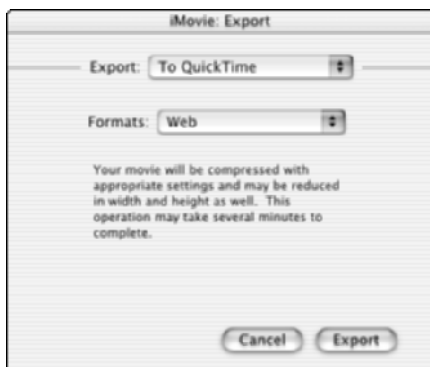 iMovie: Export
Export: To QuickTime
Formats: Web
Your movie will be compressed with
appropriate settings and may be reduced
in width and height as well. This
operation may take several minutes to
complete.
Cancel Export